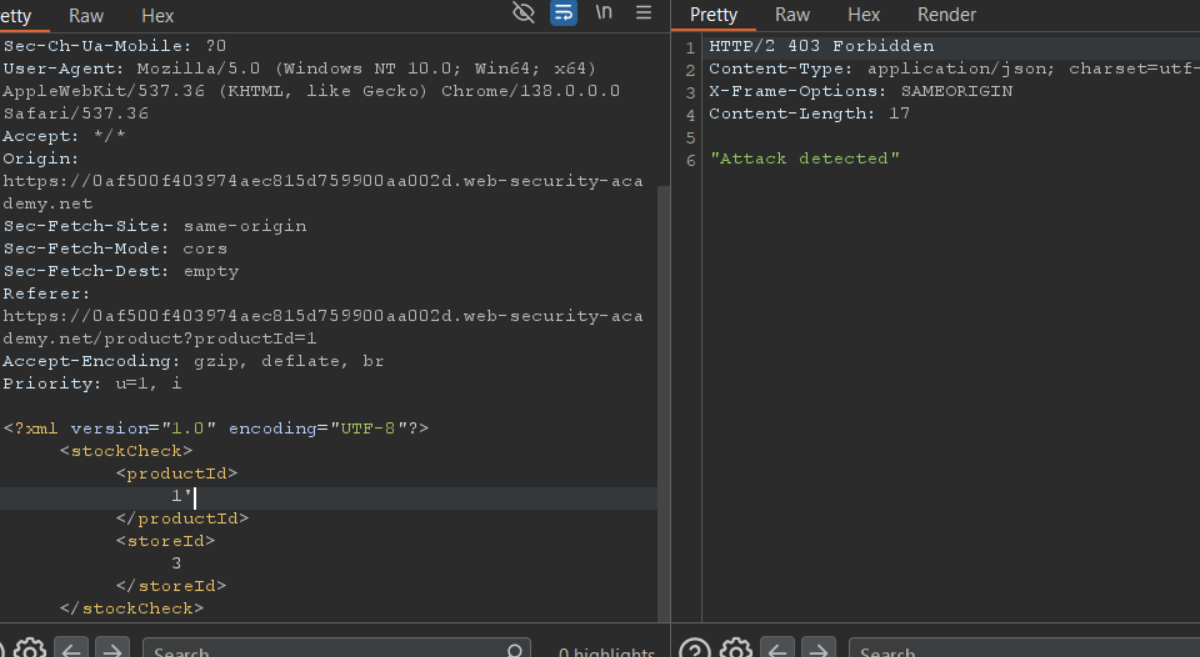 etty Raw Hex \n
Sec-Ch-Ua-Mobile: ?0
User-Agent: Mozilla/5.0 (Windows NT 10.0; Win64; x64)
AppleWebKit/537.36 (KHTML, like Gecko) Chrome/138.0.0.0
Safari/537.36
Accept: */*
Origin:
https://0af500f403974aec815d759900aa002d.web-security-aca
demy.net
Sec-Fetch-Site: same-origin
Sec-Fetch-Mode: cors
Sec-Fetch-Dest: empty
Referer:
https://0af500f403974aec815d759900aa002d.web-security-aca
demy.net/product?productId=1
Accept-Encoding: gzip, deflate, br
Priority: u=1, i
<?xml version="1.0" encoding="UTF-8"?>
<stockCheck>
<productId>
1'
</productId>
<storeId>
3
</storeId>
</stockCheck>
Search 0 highlights
Pretty Raw Hex Render
1 HTTP/2 403 Forbidden
2 Content-Type: application/json; charset=utf-
3 X-Frame-Options: SAMEORIGIN
4 Content-Length: 17
5
6 "Attack detected"
? Search